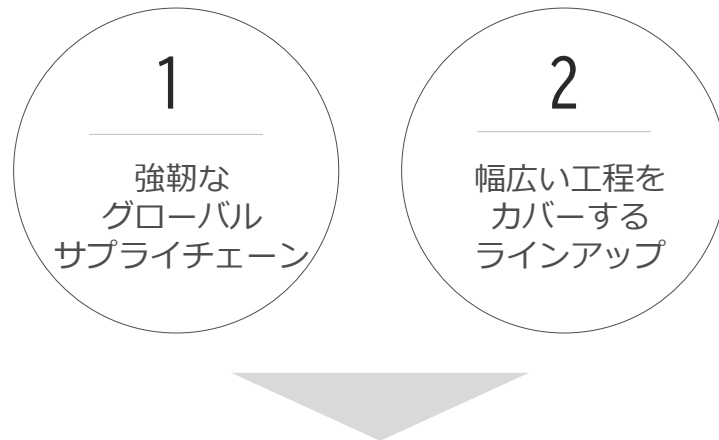 1
強靭な
グローバル
サプライチェーン
2
幅広い工程を
カバーする
ラインアップ